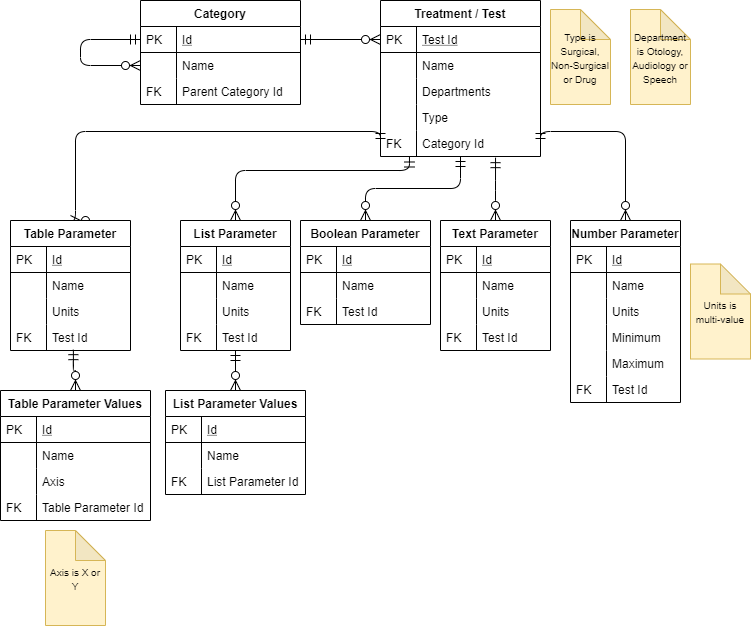 Category
PK Id
Name
FK Parent Category Id
Treatment / Test
PK Test Id
Name
Departments
Type
FK Category Id
Type is
Surgical,
Non-Surgical
or Drug
Department
is Otology,
Audiology or
Speech
Table Parameter
PK Id
Name
Units
FK Test Id
List Parameter
PK Id
Name
Units
FK Test Id
Boolean Parameter
PK Id
Name
FK Test Id
Text Parameter
PK Id
Name
Units
FK Test Id
Number Parameter
PK Id
Name
Units
Minimum
Maximum
FK Test Id
Units is
multi-value
Table Parameter Values
PK Id
Name
Axis
FK Table Parameter Id
List Parameter Values
PK Id
Name
FK List Parameter Id
Axis is X or
Y